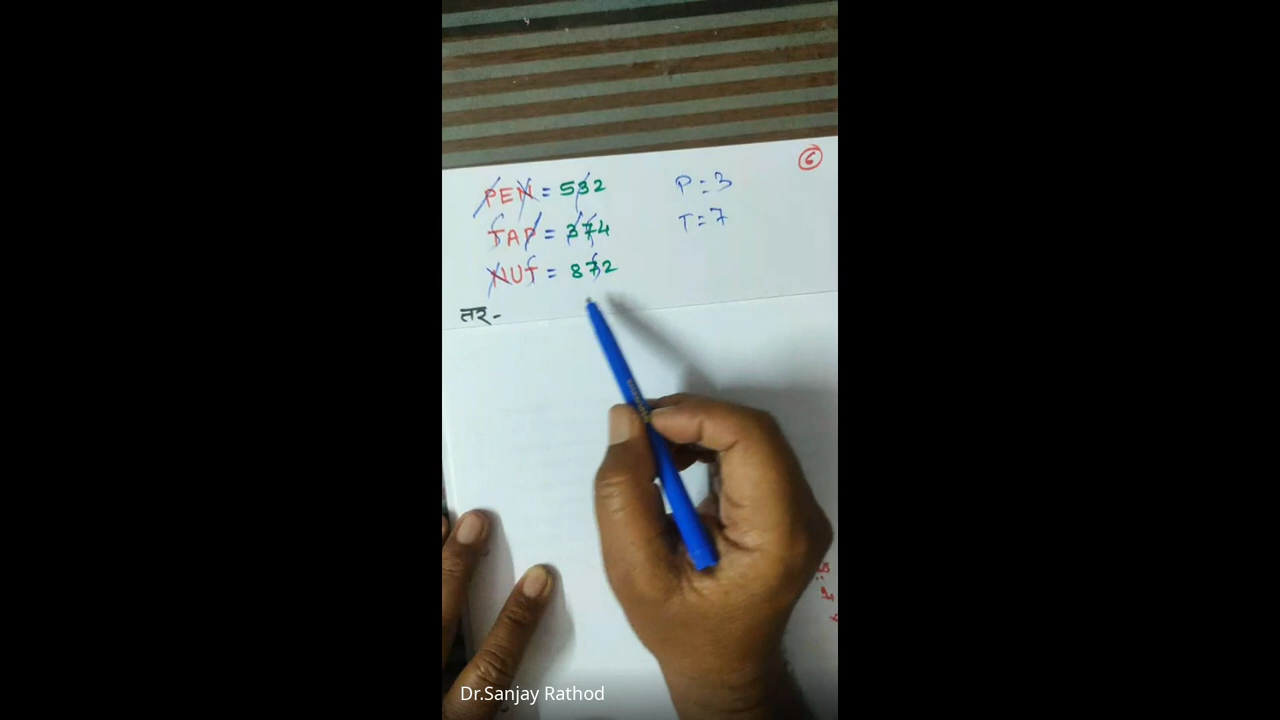 6
PEN = 532
P = 3
TAP = 374
T = 7
NUT = 872
तर -
Dr.Sanjay Rathod